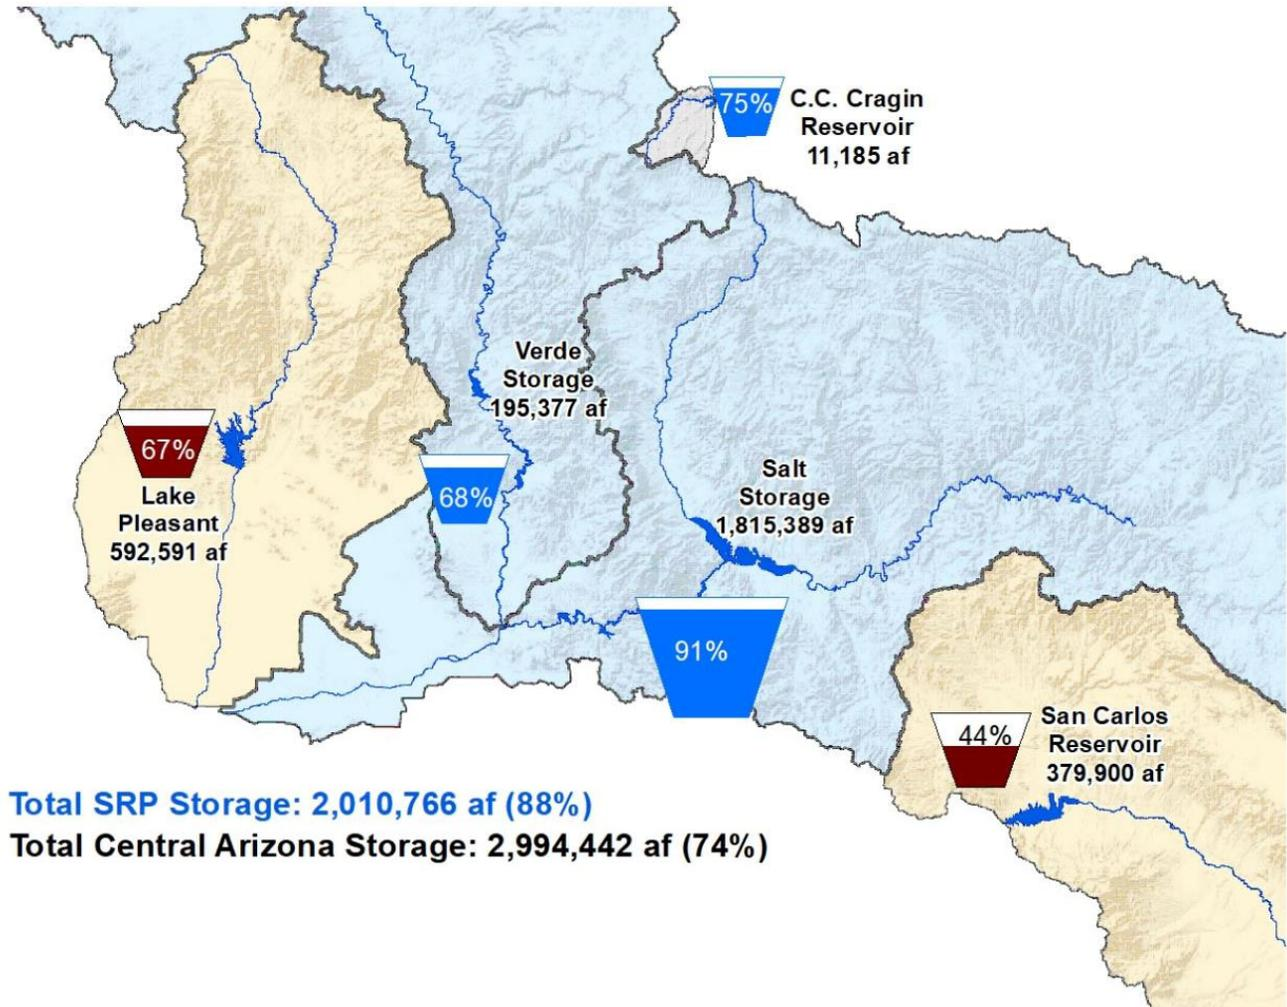 75%
C.C. Cragin
Reservoir
11,185 af
Verde
Storage
195,377 af
67%
Lake
Pleasant
592,591 af
68%
Salt
Storage
1,815,389 af
91%
44%
San Carlos
Reservoir
379,900 af
Total SRP Storage: 2,010,766 af (88%)
Total Central Arizona Storage: 2,994,442 af (74%)